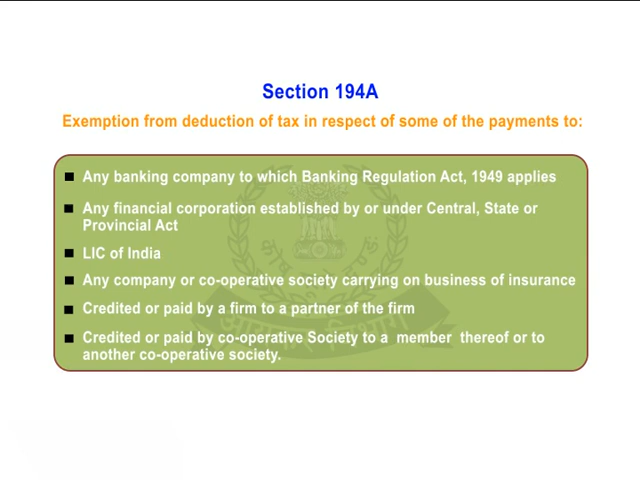 Section 194A
Exemption from deduction of tax in respect of some of the payments to:
Any banking company to which Banking Regulation Act, 1949 applies
Any financial corporation established by or under Central, State or
Provincial Act
LIC of India
Any company or co-operative society carrying on business of insurance
Credited or paid by a firm to a partner of the firm
Credited or paid by co-operative Society to a member thereof or to
another co-operative society.